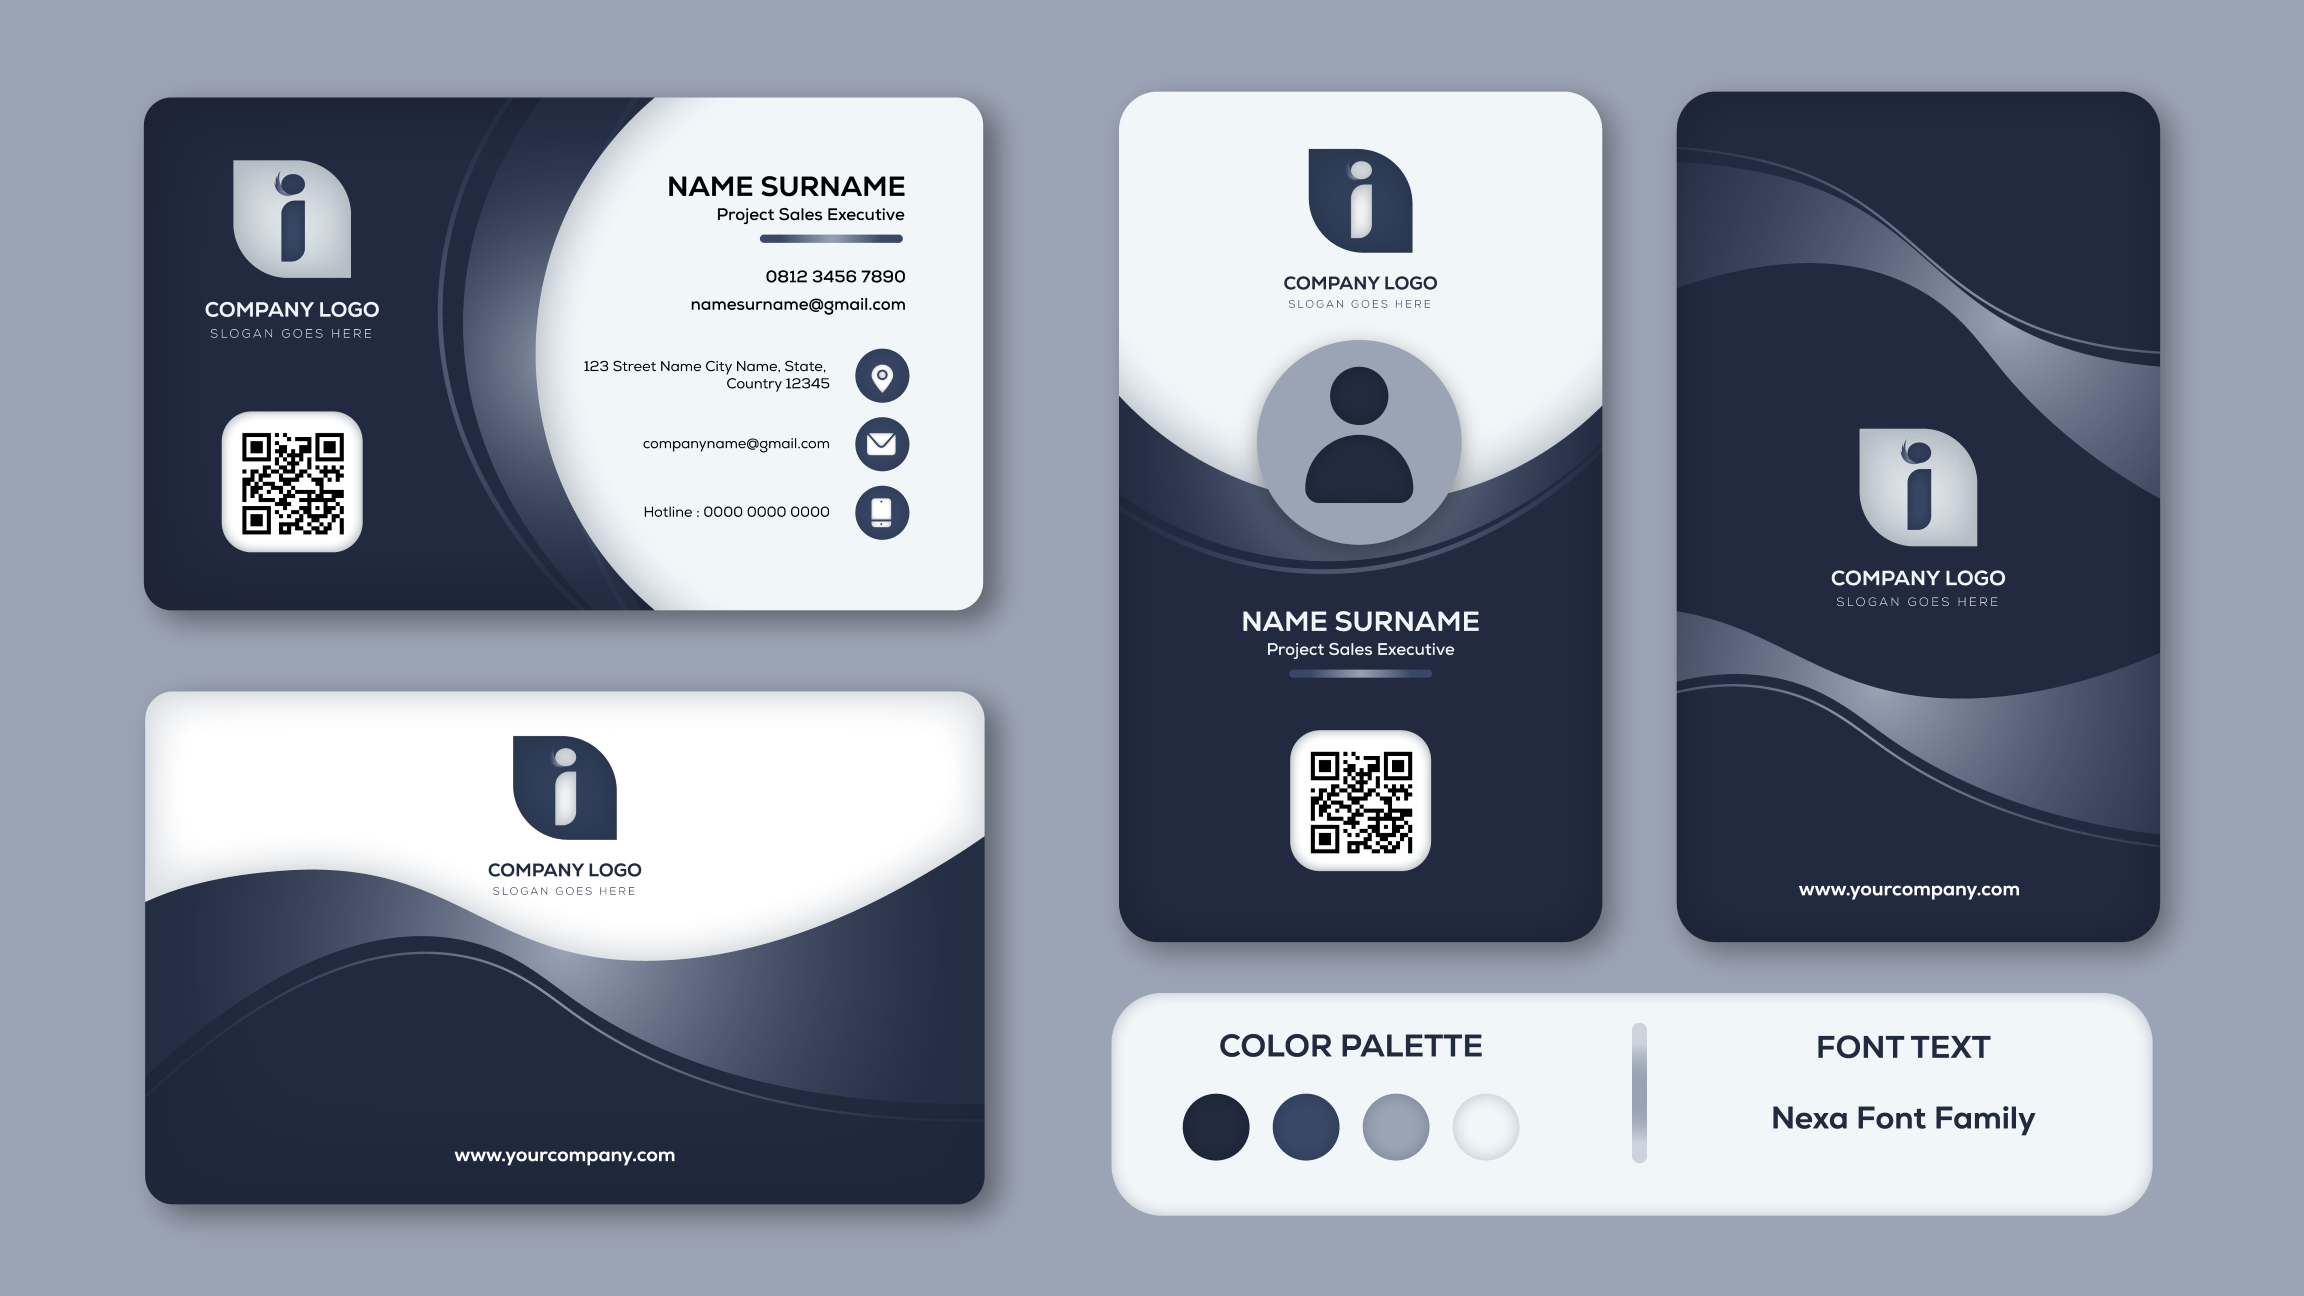 COMPANY LOGO
SLOGAN GOES HERE
NAME SURNAME
Project Sales Executive
0812 3456 7890
namesurname@gmail.com
123 Street Name City Name, State,
Country 12345
companyname@gmail.com
Hotline : 0000 0000 0000
COMPANY LOGO
SLOGAN GOES HERE
www.yourcompany.com
COMPANY LOGO
SLOGAN GOES HERE
NAME SURNAME
Project Sales Executive
COMPANY LOGO
SLOGAN GOES HERE
www.yourcompany.com
COLOR PALETTE
FONT TEXT
Nexa Font Family